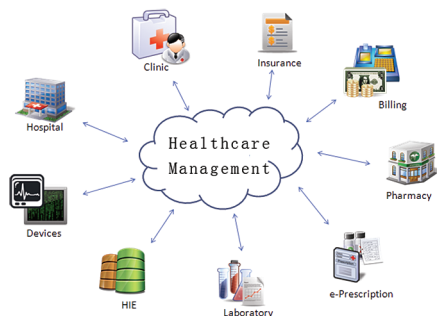 Clinic
Insurance
Billing
Hospital
Healthcare
Management
Pharmacy
Devices
e-Prescription
HIE
Laboratory